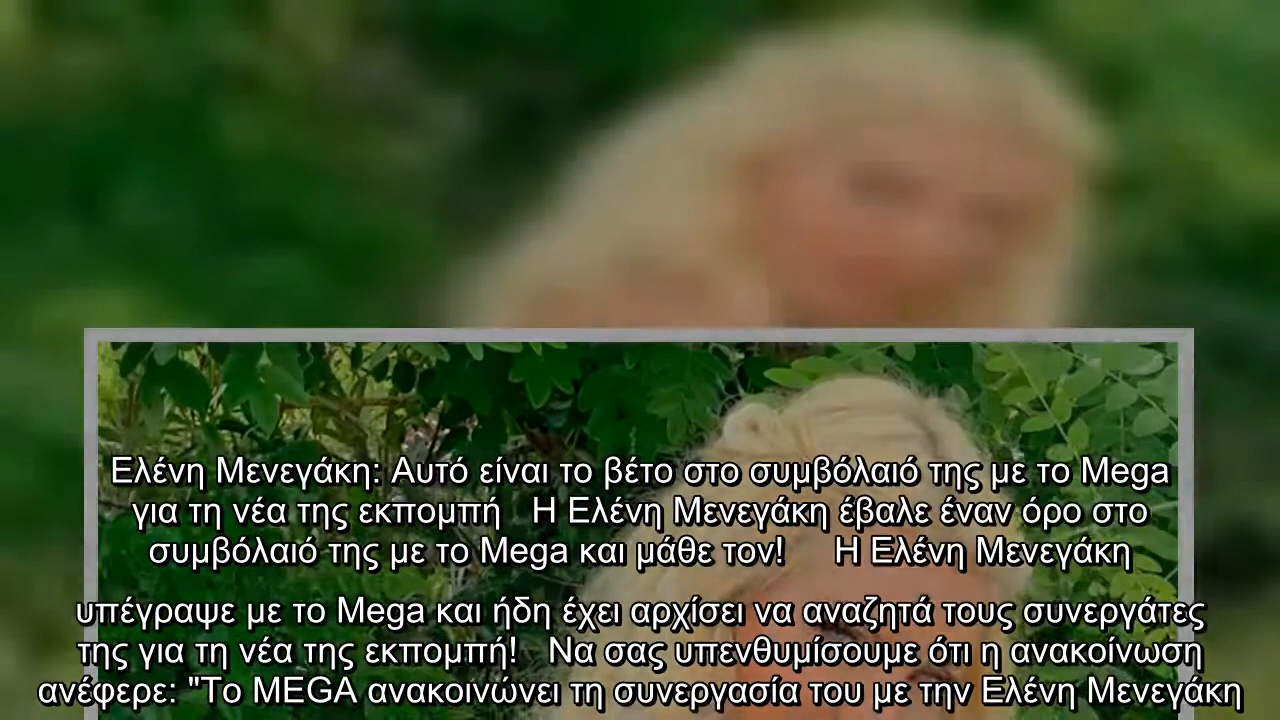 Ελένη Μενεγάκη: Αυτό είναι το βέτο στο συμβόλαιό της με το Mega
για τη νέα της εκπομπή Η Ελένη Μενεγάκη έβαλε έναν όρο στο
συμβόλαιό της με το Mega και μάθε τον! Η Ελένη Μενεγάκη
υπέγραψε με το Mega και ήδη έχει αρχίσει να αναζητά τους συνεργάτες
της για τη νέα της εκπομπή! Να σας υπενθυμίσουμε ότι η ανακοίνωση
ανέφερε: "Το MEGA ανακοινώνει τη συνεργασία του με την Ελένη Μενεγάκη